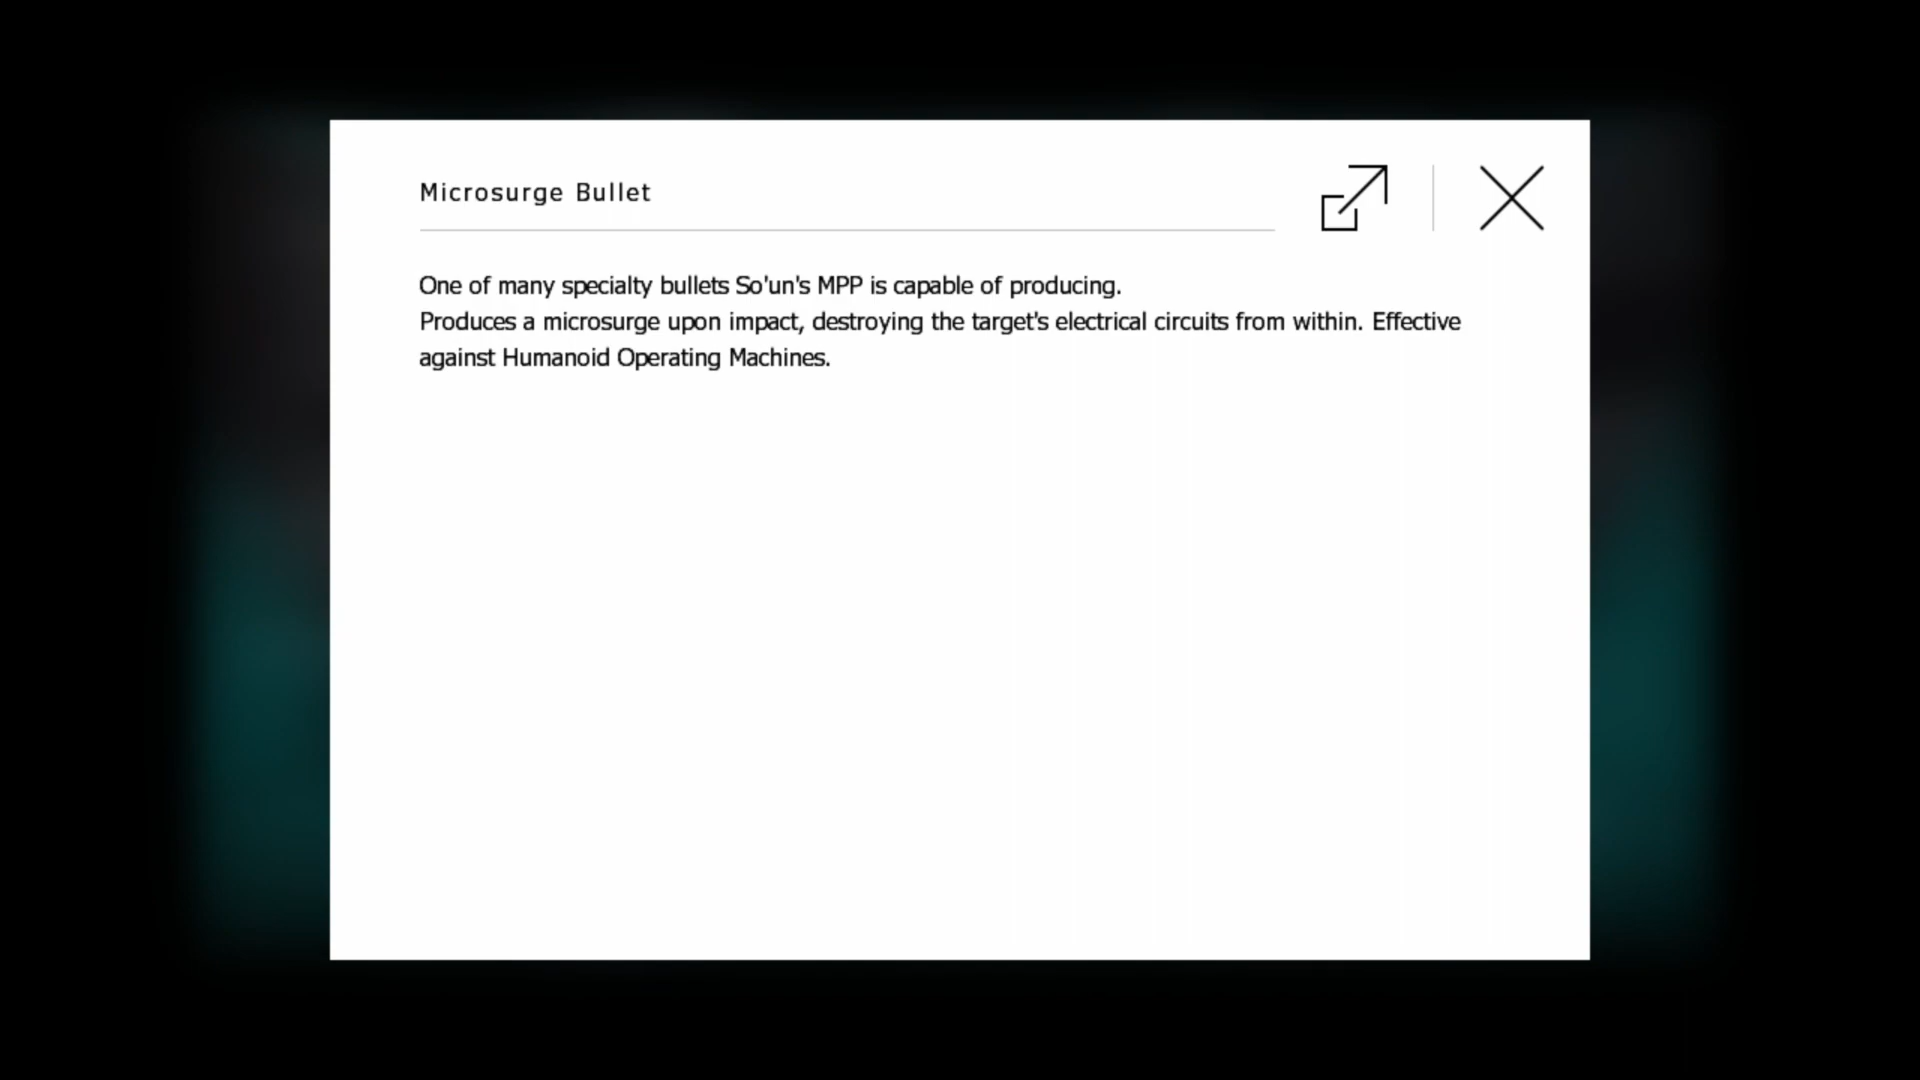 Microsurge Bullet
One of many specialty bullets So'un's MPP is capable of producing.
Produces a microsurge upon impact, destroying the target's electrical circuits from within. Effective
against Humanoid Operating Machines.